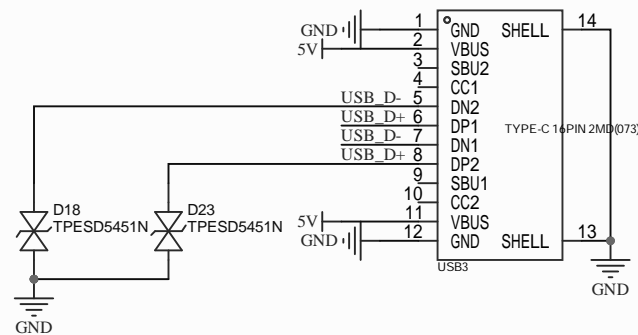 GND 1 GND SHELL 14
5V 2 VBUS
3 SBU2
4 CC1
USB_D- 5 DN2
USB_D+ 6 DP1 TYPE-C 16PIN 2MD(073)
USB_D- 7 DN1
USB_D+ 8 DP2
9 SBU1
10 CC2
5V 11 VBUS
GND 12 GND SHELL 13
USB3
D18
TPESD5451N
D23
TPESD5451N
GND
GND